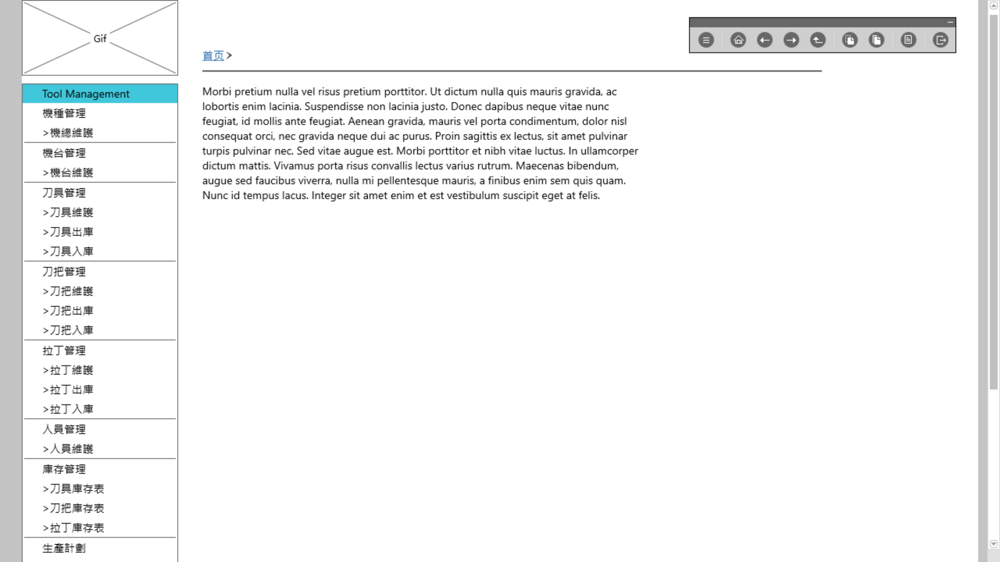 Gif
Tool Management
機種管理
>機總維護
機台管理
>機台維護
刀具管理
>刀具維護
>刀具出庫
>刀具入庫
刀把管理
>刀把維護
>刀把出庫
>刀把入庫
拉丁管理
>拉丁維護
>拉丁出庫
>拉丁入庫
人員管理
>人員維護
庫存管理
>刀具庫存表
>刀把庫存表
>拉丁庫存表
生產計劃
首页
Morbi pretium nulla vel risus pretium porttitor. Ut dictum nulla quis mauris gravida, ac
lobortis enim lacinia. Suspendisse non lacinia justo. Donec dapibus neque vitae nunc
feugiat, id mollis ante feugiat. Aenean gravida, mauris vel porta condimentum, dolor nisl
consequat orci, nec gravida neque dui ac purus. Proin sagittis ex lectus, sit amet pulvinar
turpis pulvinar nec. Sed vitae augue est. Morbi porttitor et nibh vitae luctus. In ullamcorper
dictum mattis. Vivamus porta risus convallis lectus varius rutrum. Maecenas bibendum,
augue sed faucibus viverra, nulla mi pellentesque mauris, a finibus enim sem quis quam.
Nunc id tempus lacus. Integer sit amet enim et est vestibulum suscipit eget at felis.